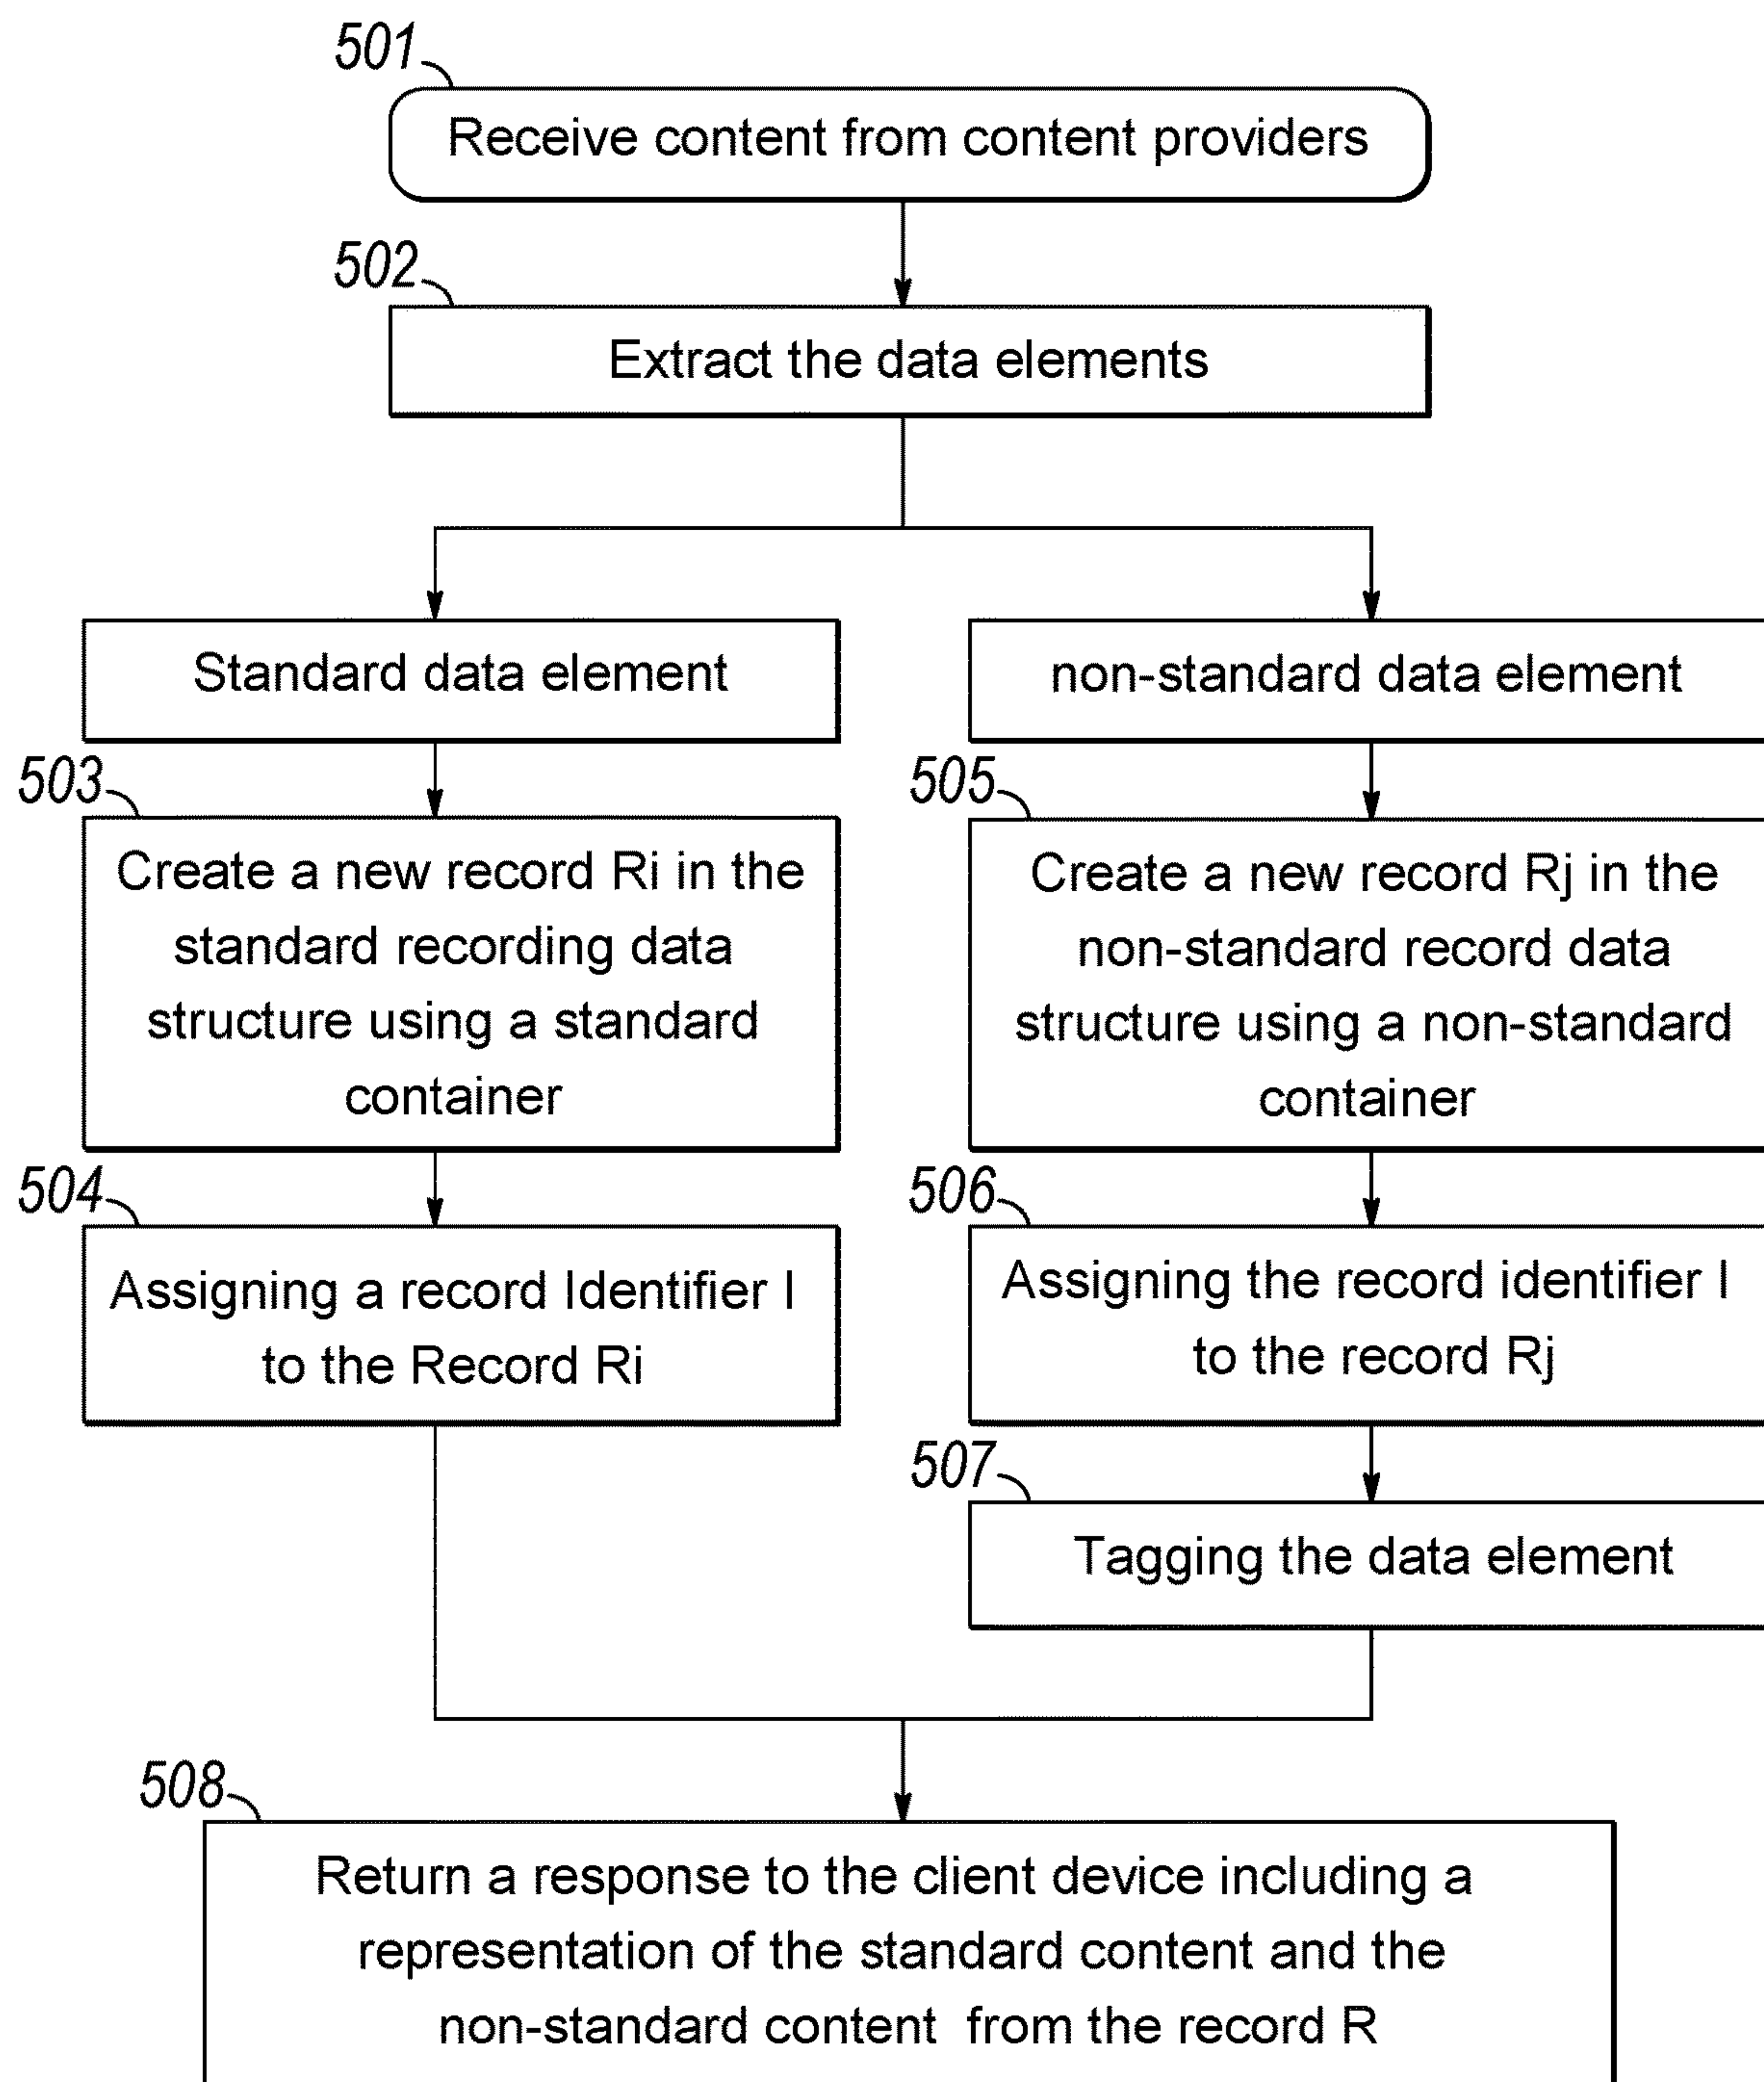 501
Receive content from content providers
502
Extract the data elements
Standard data element
non-standard data element
503
Create a new record Ri in the
standard recording data
structure using a standard
container
505
Create a new record Rj in the
non-standard record data
structure using a non-standard
container
504
Assigning a record Identifier I
to the Record Ri
506
Assigning the record identifier I
to the record Rj
507
Tagging the data element
508
Return a response to the client device including a
representation of the standard content and the
non-standard content from the record R